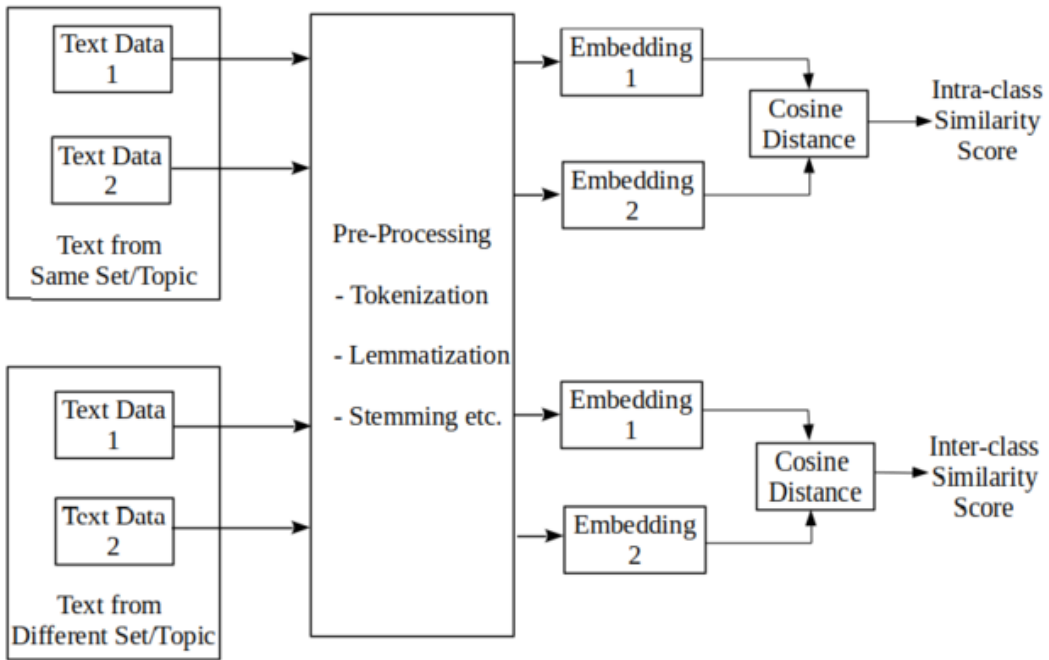 Text Data
1
Text Data
2
Text from
Same Set/Topic
Text Data
1
Text Data
2
Text from
Different Set/Topic
Pre-Processing
- Tokenization
- Lemmatization
- Stemming etc.
Embedding
1
Embedding
2
Cosine
Distance
Intra-class
Similarity
Score
Embedding
1
Embedding
2
Cosine
Distance
Inter-class
Similarity
Score